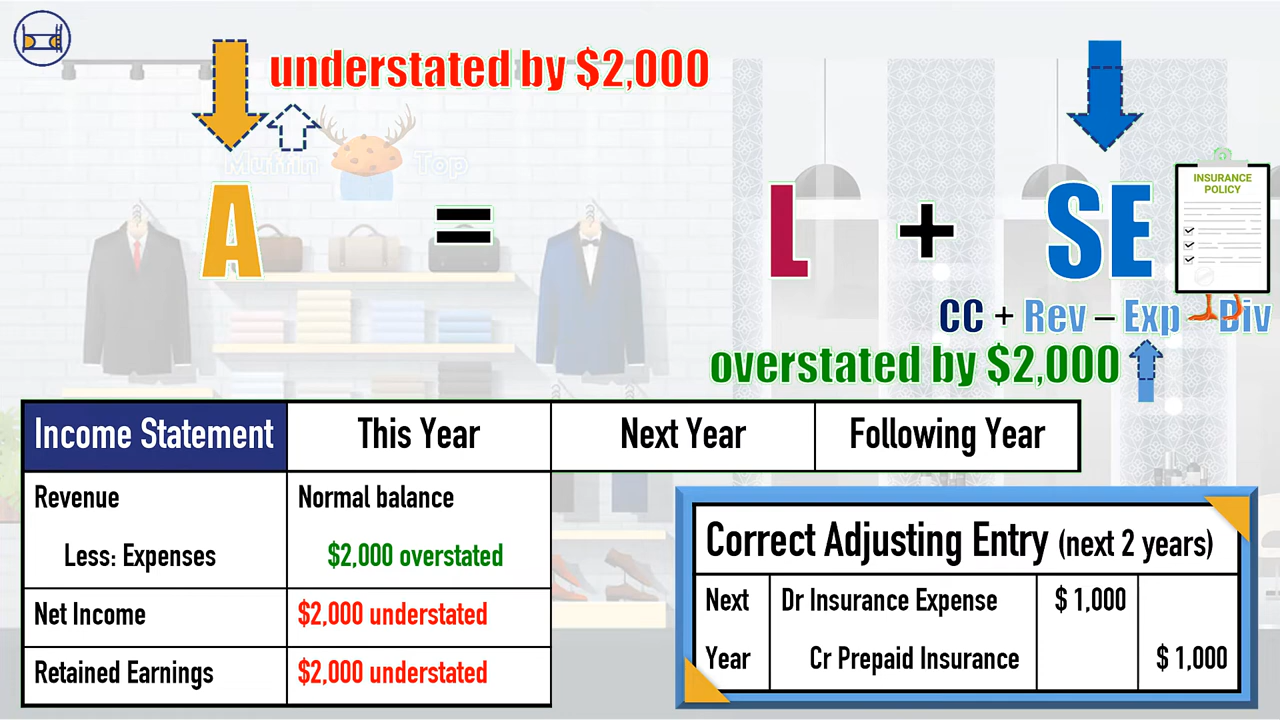 understated by $2,000
Muffin Top
A = L + SE
INSURANCE
POLICY
CC + Rev – Exp – Div
overstated by $2,000
Income Statement This Year Next Year Following Year
Revenue Normal balance
Less: Expenses $2,000 overstated
Net Income $2,000 understated
Retained Earnings $2,000 understated
Correct Adjusting Entry (next 2 years)
Next Dr Insurance Expense $ 1,000
Year Cr Prepaid Insurance $ 1,000